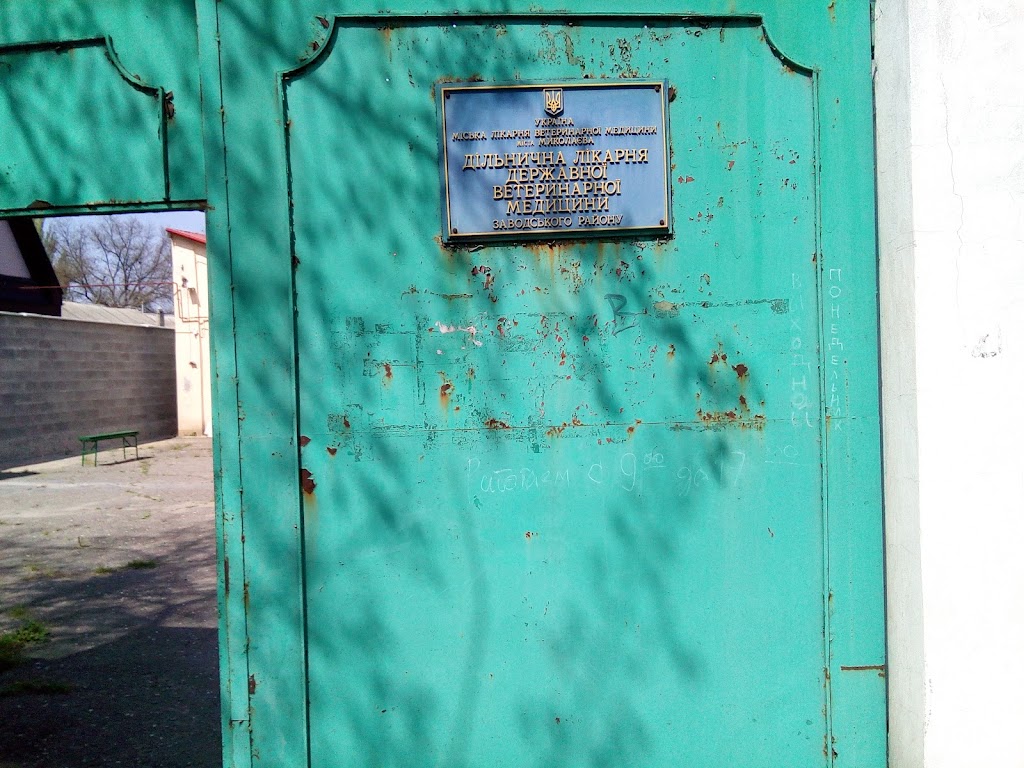 УКРАЇНА
МІСЬКА ЛІКАРНЯ ВЕТЕРИНАРНОЇ МЕДИЦИНИ
міста МИКОЛАЄВА
ДІЛЬНИЧНА ЛІКАРНЯ
ДЕРЖАВНОЇ
ВЕТЕРИНАРНОЇ
МЕДИЦИНИ
ЗАВОДСЬКОГО РАЙОНУ
В
Работаем с 9⁰⁰ до 17⁰⁰
ВЫХОДНОЙ
ПОНЕДЕЛЬНИК